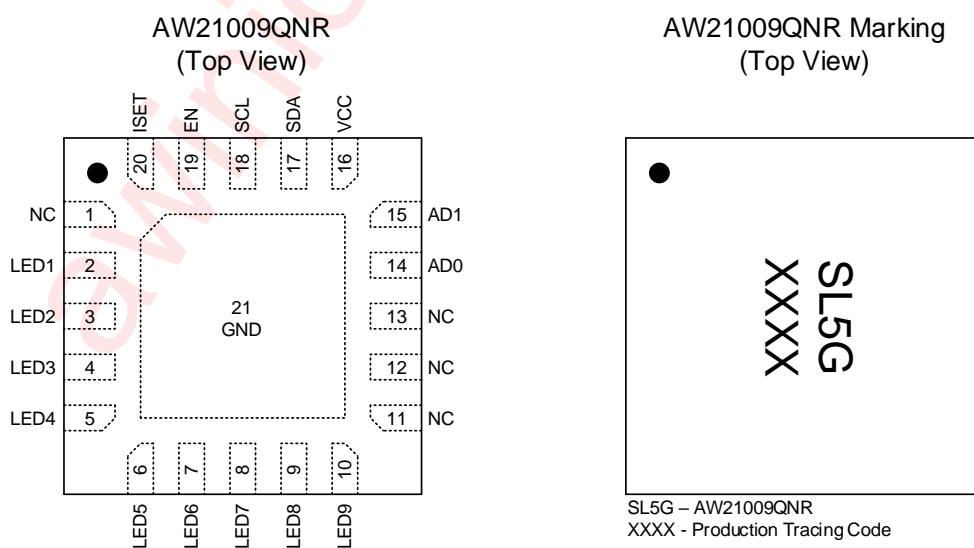 AW21009QNR
(Top View)
AW21009QNR Marking
(Top View)
ISET
EN
SCL
SDA
VCC
20
19
18
17
16
NC 1
LED1 2
LED2 3
LED3 4
LED4 5
15 AD1
14 AD0
13 NC
12 NC
11 NC
21
GND
6
7
8
9
10
LED5
LED6
LED7
LED8
LED9
SL5G
XXXX
SL5G – AW21009QNR
XXXX - Production Tracing Code
awinic